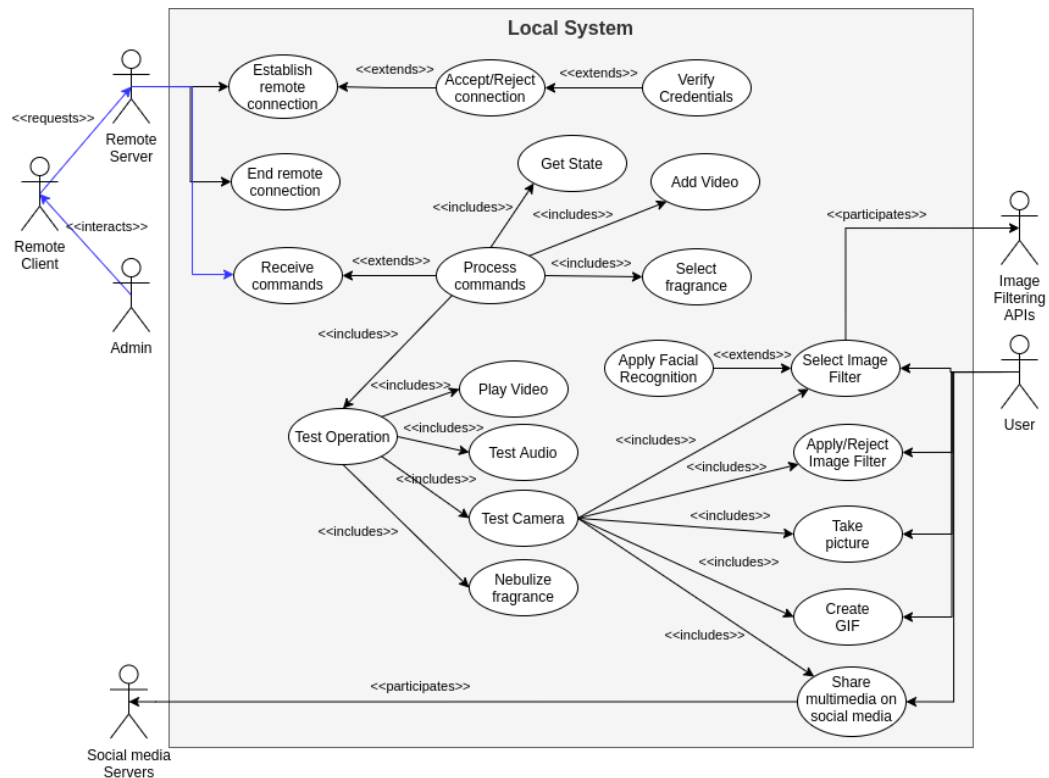 Local System
Establish
remote
connection
<<extends>>
Accept/Reject
connection
<<extends>>
Verify
Credentials
<<requests>>
Remote
Server
End remote
connection
Get State
Add Video
<<includes>>
<<includes>>
<<participates>>
<<interacts>>
Remote
Client
Receive
commands
<<extends>>
Process
commands
<<includes>>
Select
fragrance
Image
Filtering
APIs
Admin
<<includes>>
Apply Facial
Recognition
<<extends>>
Select Image
Filter
<<includes>>
Play Video
User
Test Operation
<<includes>>
Test Audio
<<includes>>
Apply/Reject
Image Filter
<<includes>>
<<includes>>
Test Camera
<<includes>>
Take
picture
<<includes>>
<<includes>>
Nebulize
fragrance
Create
GIF
<<includes>>
Share
multimedia on
social media
<<participates>>
Social media
Servers